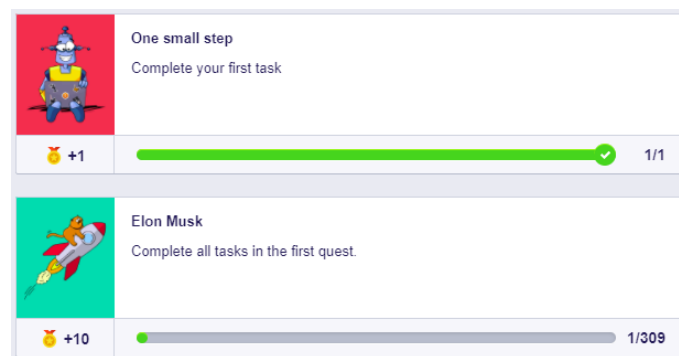 One small step
Complete your first task
+1
1/1
Elon Musk
Complete all tasks in the first quest.
+10
1/309